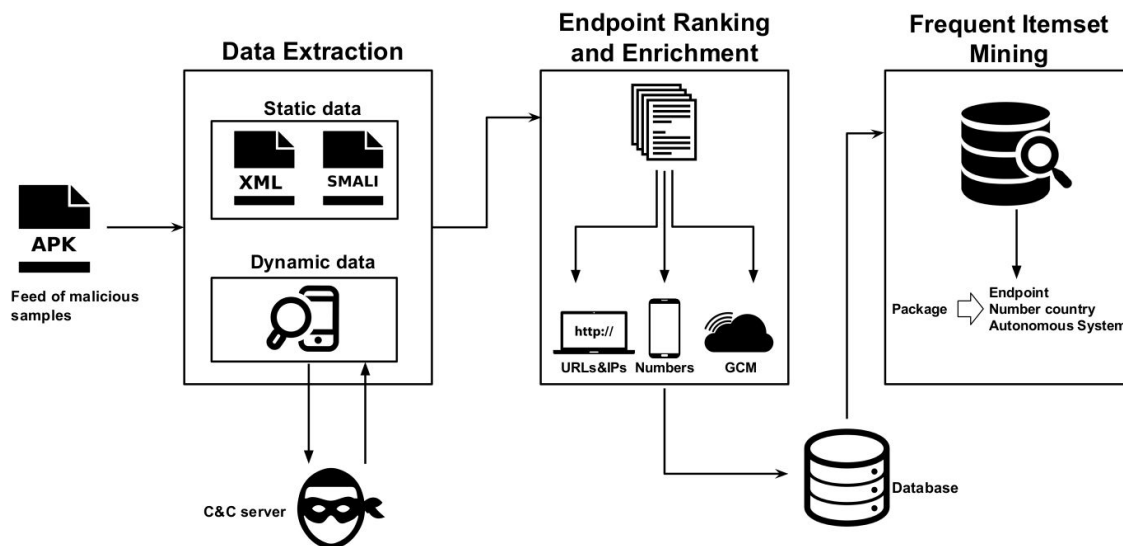 Data Extraction
Static data
XML
SMALI
Dynamic data
APK
Feed of malicious
samples
C&C server
Endpoint Ranking
and Enrichment
http://
URLs&IPs
Numbers
GCM
Database
Frequent Itemset
Mining
Package
Endpoint
Number country
Autonomous System